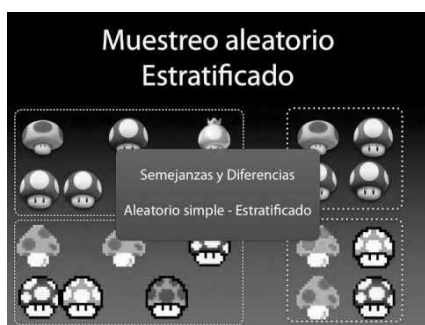 Muestreo aleatorio
Estratificado
Semejanzas y Diferencias
Aleatorio simple - Estratificado